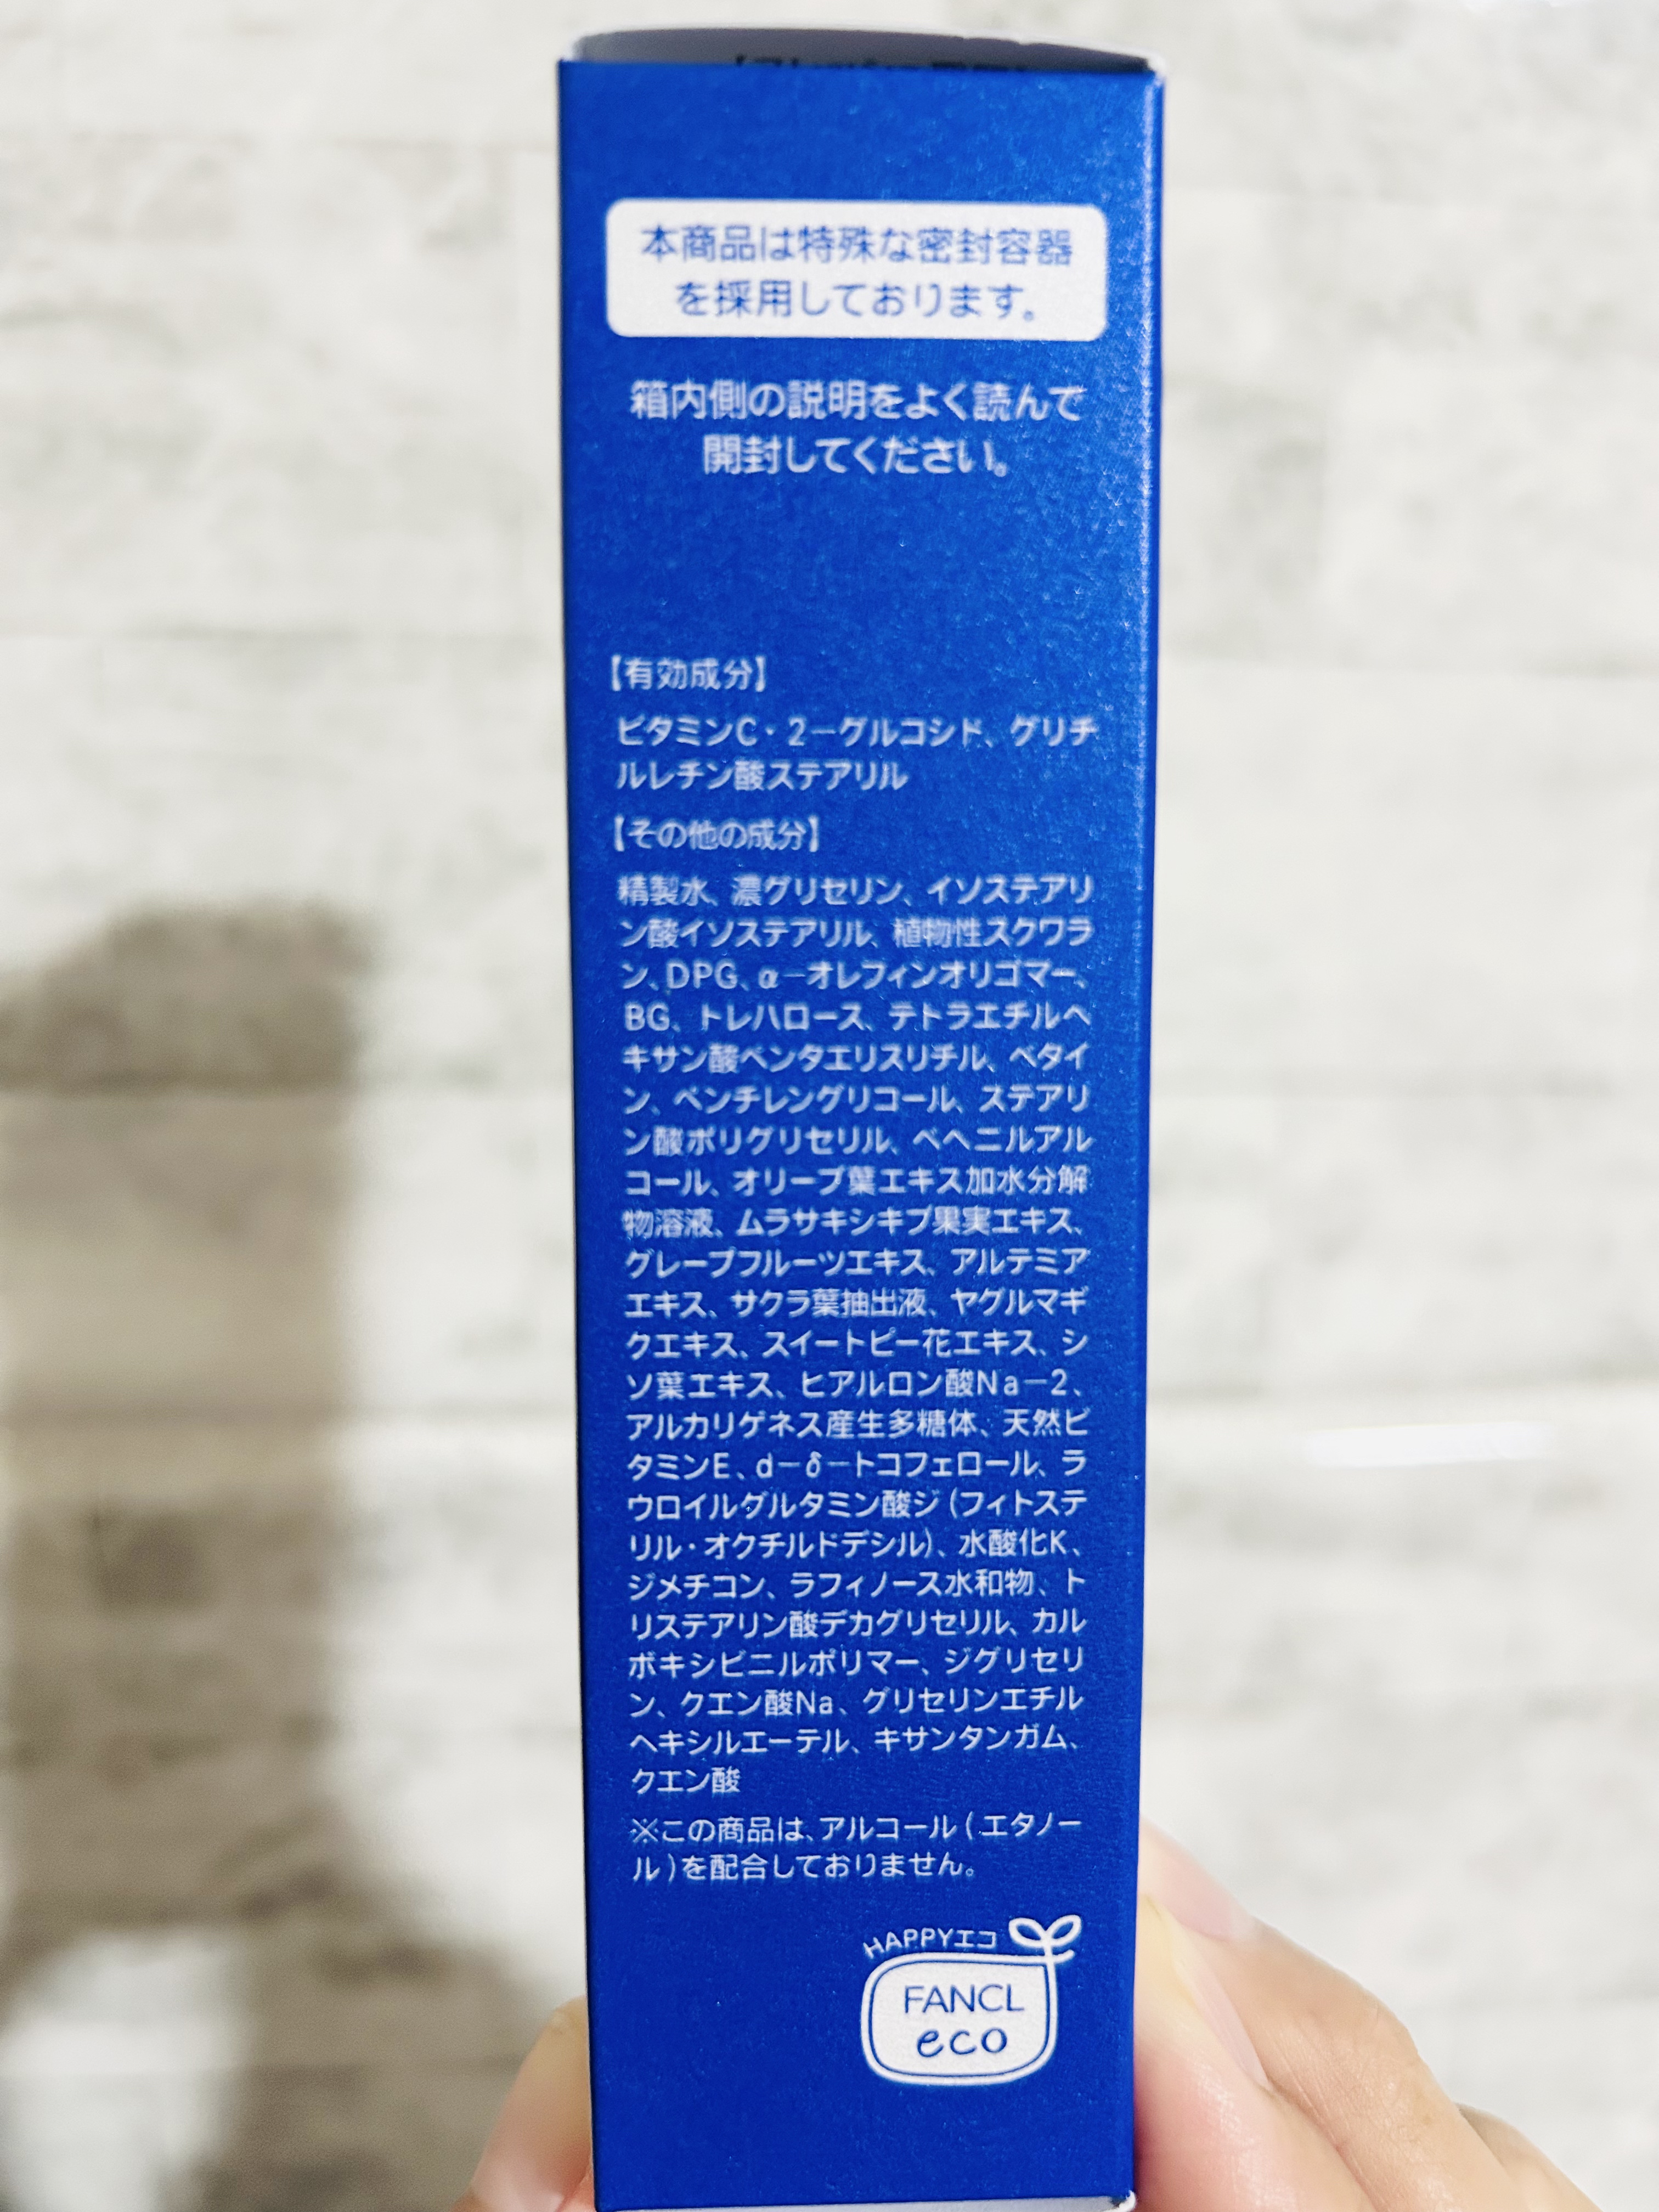 本商品は特殊な密封容器
を採用しております。
箱内側の説明をよく読んで
開封してください。
【有効成分】
ビタミンC・2−グルコシド、グリチ
ルレチン酸ステアリル
【その他の成分】
精製水、濃グリセリン、イソステアリ
ン酸イソステアリル、植物性スクワラ
ン、DPG、α−オレフィンオリゴマー、
BG、トレハロース、テトラエチルヘ
キサン酸ペンタエリスリチル、ベタイ
ン、ペンチレングリコール、ステアリ
ン酸ポリグリセリル、ベヘニルアル
コール、オリーブ葉エキス加水分解
物溶液、ムラサキシキブ果実エキス、
グレープフルーツエキス、アルテミア
エキス、サクラ葉抽出液、ヤグルマギ
クエキス、スイートピー花エキス、シ
ソ葉エキス、ヒアルロン酸Na−2、
アルカリゲネス産生多糖体、天然ビ
タミンE、d−δ−トコフェロール、ラ
ウロイルグルタミン酸ジ(フィトステ
リル・オクチルドデシル)、水酸化K、
ジメチコン、ラフィノース水和物、ト
リステアリン酸デカグリセリル、カル
ボキシビニルポリマー、ジグリセリ
ン、クエン酸Na、グリセリンエチル
ヘキシルエーテル、キサンタンガム、
クエン酸
※この商品は、アルコール(エタノー
ル)を配合しておりません。
HAPPYエコ
FANCL
eco